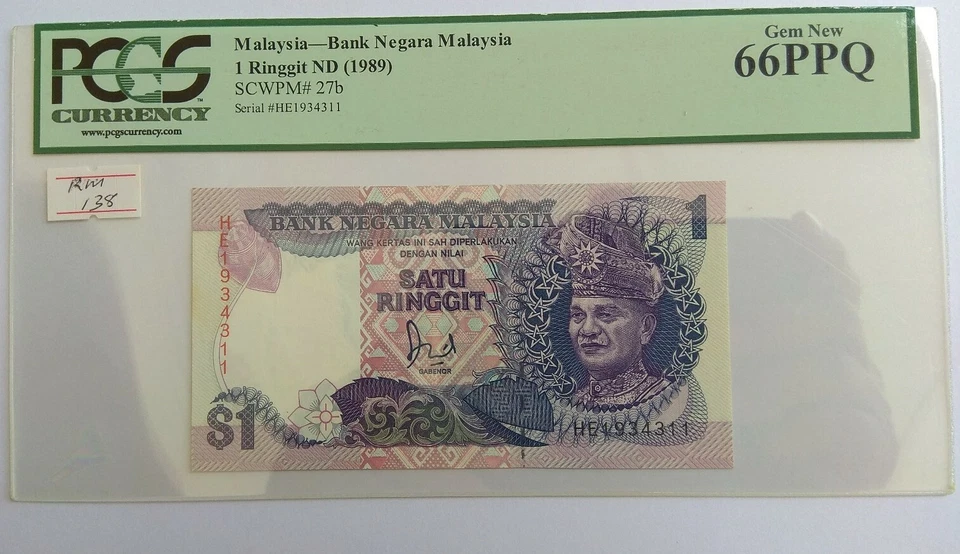 PCGS
CURRENCY
www.pcgscurrency.com
Malaysia—Bank Negara Malaysia
1 Ringgit ND (1989)
SCWPM# 27b
Serial #HE1934311
Gem New
66PPQ
RM
138
BANK NEGARA MALAYSIA
1
WANG KERTAS INI SAH DIPERLAKUKAN
DENGAN NILAI
SATU
RINGGIT
GABENOR
HE1934311
$1
HE1934311